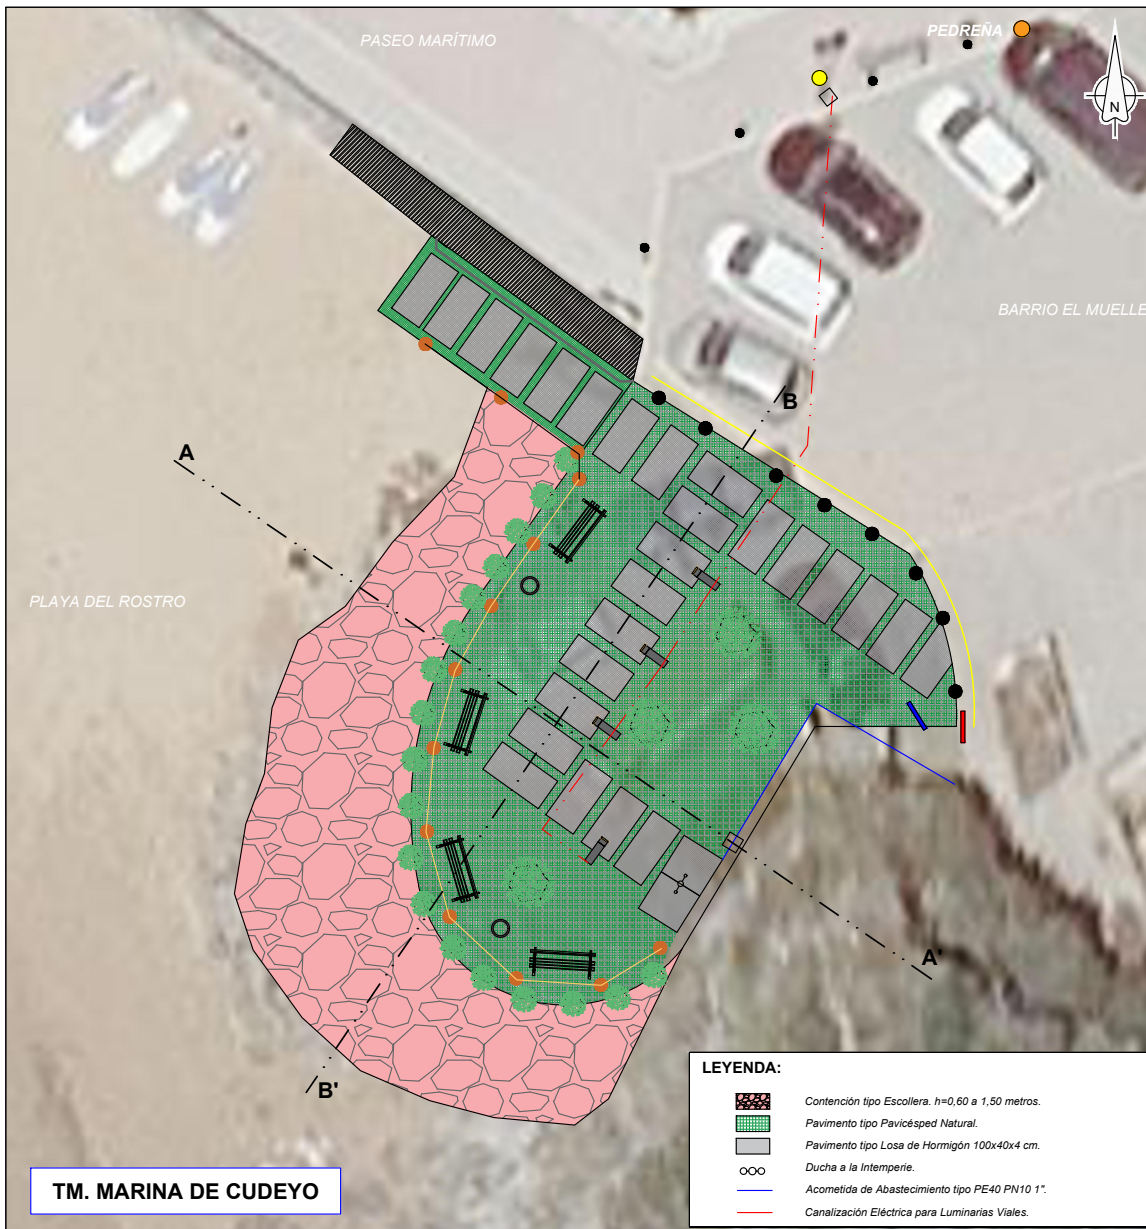 PASEO MARÍTIMO
PEDREÑA
N
BARRIO EL MUELLE
B
A
PLAYA DEL ROSTRO
A'
B'
LEYENDA:
Contención tipo Escollera. h=0,60 a 1,50 metros.
Pavimento tipo Pavicésped Natural.
Pavimento tipo Losa de Hormigón 100x40x4 cm.
Ducha a la Intemperie.
Acometida de Abastecimiento tipo PE40 PN10 1".
Canalización Eléctrica para Luminarias Viales.
TM. MARINA DE CUDEYO